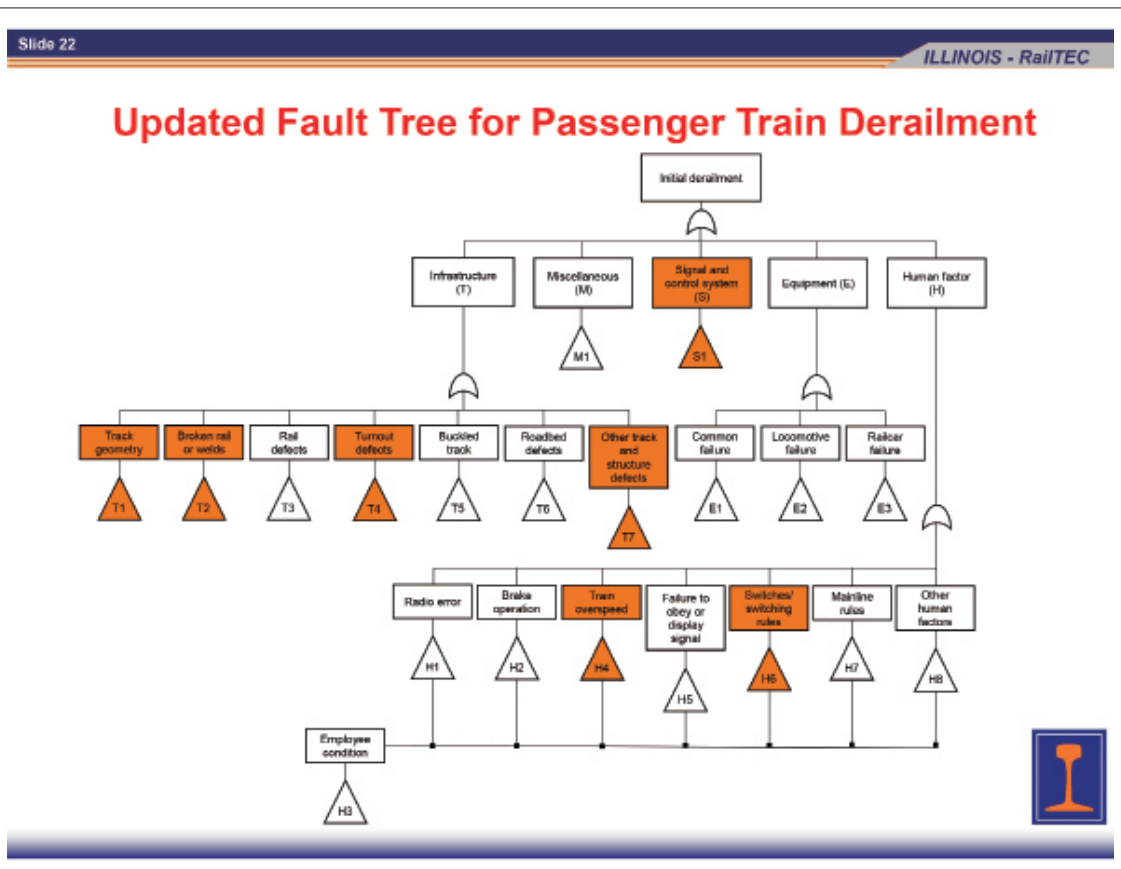 Slide 22
ILLINOIS - RailTEC
Updated Fault Tree for Passenger Train Derailment
Initial derailment
Infrastructure
(T)
Miscellaneous
(M)
Signal and
control system
(S)
Equipment (E)
Human factor
(H)
M1
S1
Track
geometry
Broken rail
or welds
Rail
defects
Turnout
defects
Buckled
track
Roadbed
defects
Other track
and
structure
defects
Common
failure
Locomotive
failure
Railcar
failure
T1
T2
T3
T4
T5
T6
T7
E1
E2
E3
Radio error
Brake
operation
Train
overspeed
Failure to
obey or
display
signal
Switches/
switching
rules
Mainline
rules
Other
human
factors
H1
H2
H4
H5
H6
H7
H8
Employee
condition
H3